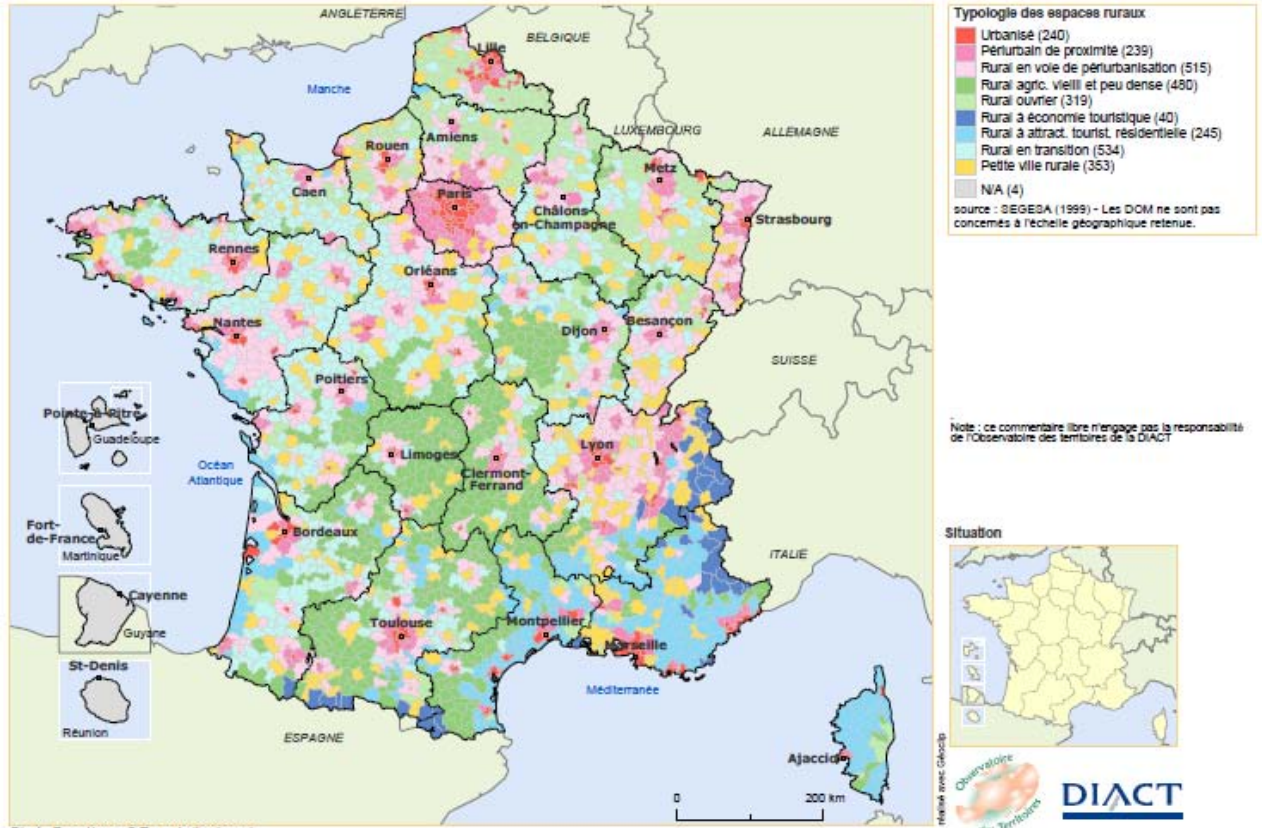 ANGLETERRE
BELGIQUE
Lille
Manche
Amiens
LUXEMBOURG
ALLEMAGNE
Rouen
Metz
Caen
Paris
Châlons-
en-Champagne
Strasbourg
Rennes
Orléans
Nantes
Dijon
Besançon
SUISSE
Poitiers
Pointe-à-Pitre
Guadeloupe
Océan
Atlantique
Limoges
Clermont-
Ferrand
Lyon
Fort-
de-France
Martinique
Bordeaux
ITALIE
Cayenne
Guyane
Toulouse
Montpellier
Marseille
St-Denis
Réunion
Méditerranée
ESPAGNE
Ajaccio
0 200 km
réalisé avec Géoclip
Typologie des espaces ruraux
Urbanisé (240)
Périurbain de proximité (239)
Rural en voie de périurbanisation (515)
Rural agric. vieilli et peu dense (480)
Rural ouvrier (319)
Rural à économie touristique (40)
Rural à attract. tourist. résidentielle (245)
Rural en transition (534)
Petite ville rurale (353)
N/A (4)
source : SEGESA (1999) - Les DOM ne sont pas
concernés à l'échelle géographique retenue.
Note : ce commentaire libre n'engage pas la responsabilité
de l'Observatoire des territoires de la DIACT
Situation
Observatoire
Territoires
DIACT